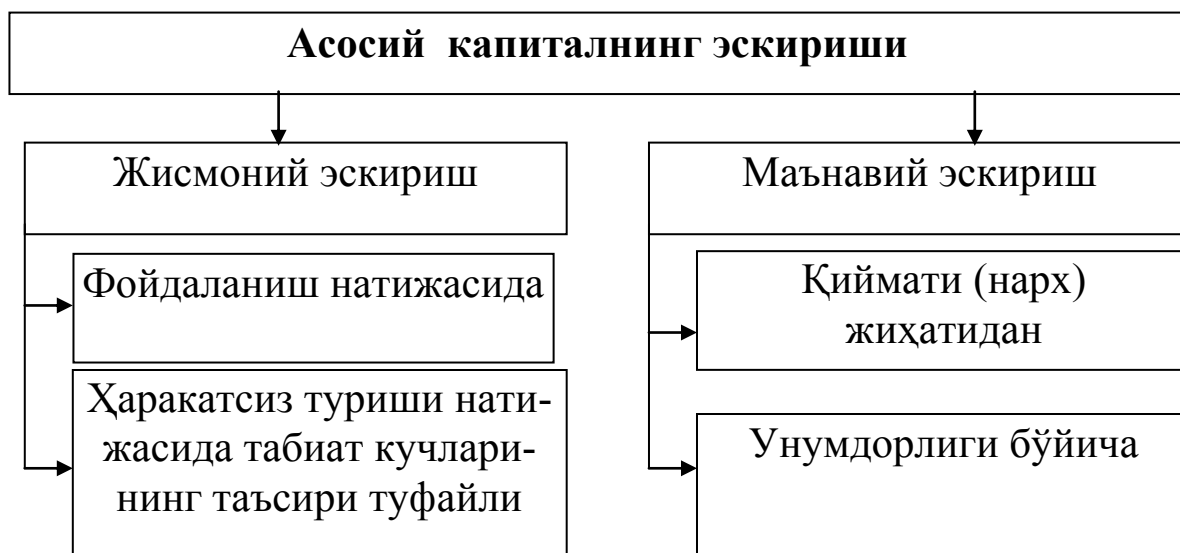 Асосий капиталнинг эскириши
Жисмоний эскириш
Фойдаланиш натижасида
Ҳаракатсиз туриши нати-
жасида табиат кучлари-
нинг таъсири туфайли
Маънавий эскириш
Қиймати (нарх)
жиҳатидан
Унумдорлиги бўйича